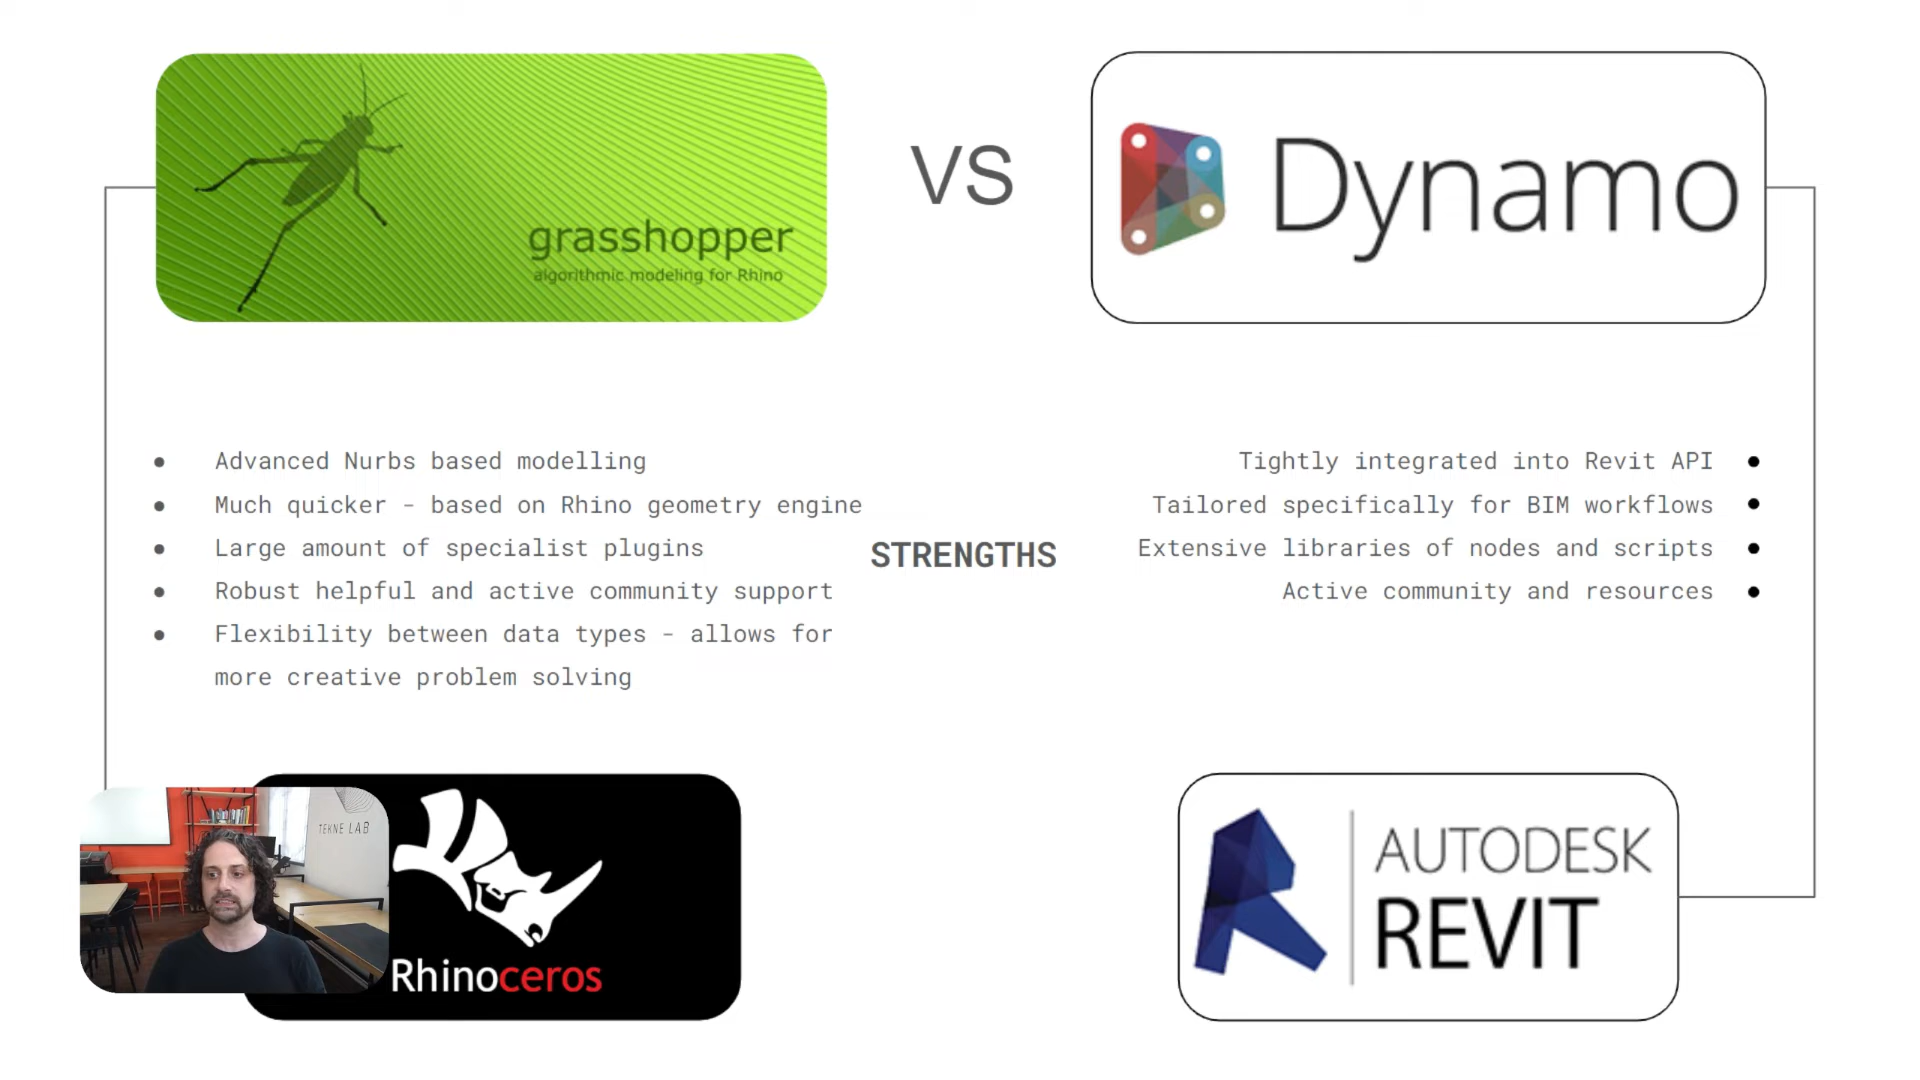 grasshopper
algorithmic modeling for Rhino
VS
Dynamo
Advanced Nurbs based modelling
Much quicker - based on Rhino geometry engine
Large amount of specialist plugins
Robust helpful and active community support
Flexibility between data types - allows for
more creative problem solving
STRENGTHS
Tightly integrated into Revit API
Tailored specifically for BIM workflows
Extensive libraries of nodes and scripts
Active community and resources
TEKNE LAB
Rhinoceros
AUTODESK
REVIT